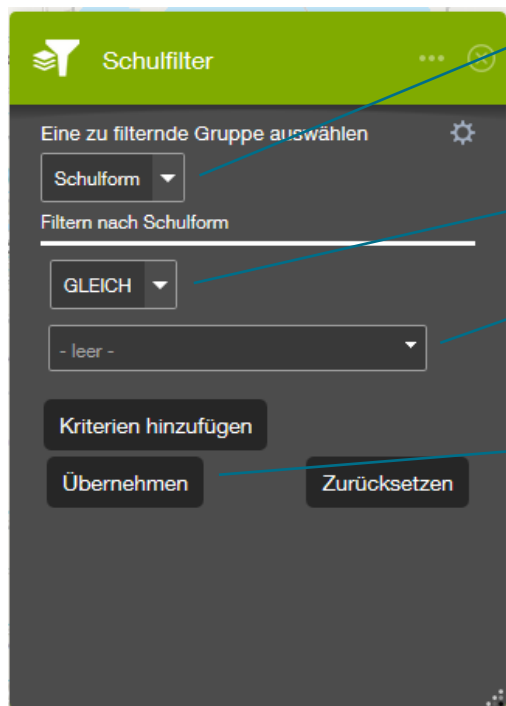 Schulfilter
Eine zu filternde Gruppe auswählen
Schulform
Filtern nach Schulform
GLEICH
- leer -
Kriterien hinzufügen
Übernehmen Zurücksetzen